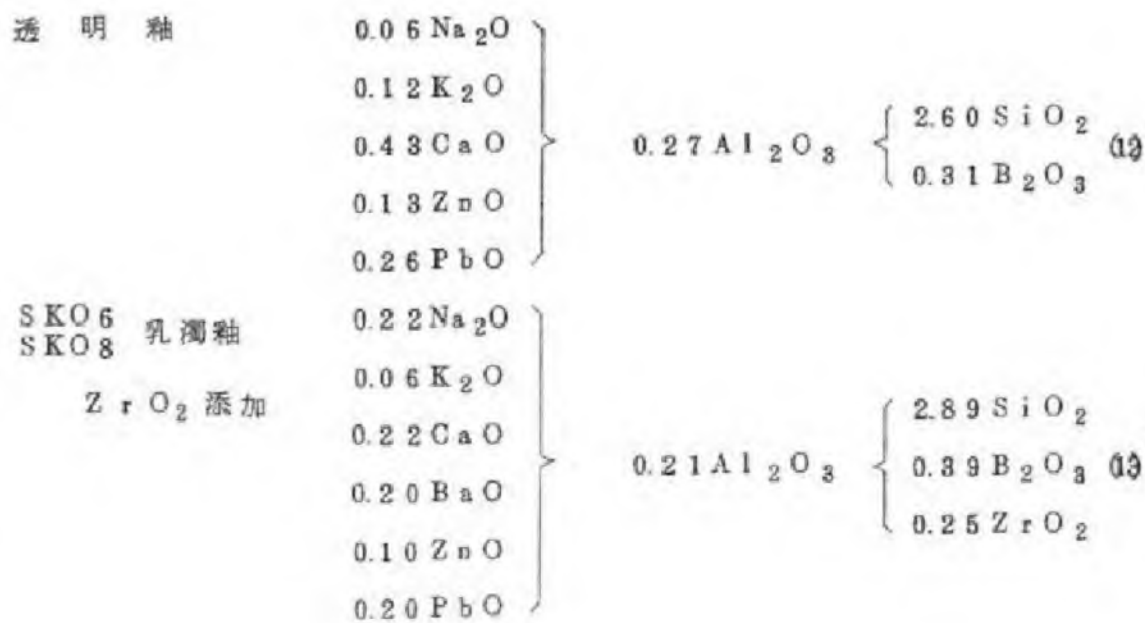 透明釉 0.06 Na₂O
0.12 K₂O
0.43 CaO
0.13 ZnO
0.26 PbO
0.27 Al₂O₃
2.60 SiO₂
0.31 B₂O₃
(12)
SKO6
SKO8
乳濁釉
ZrO₂ 添加
0.22 Na₂O
0.06 K₂O
0.22 CaO
0.20 BaO
0.10 ZnO
0.20 PbO
0.21 Al₂O₃
2.89 SiO₂
0.39 B₂O₃
0.25 ZrO₂
(13)